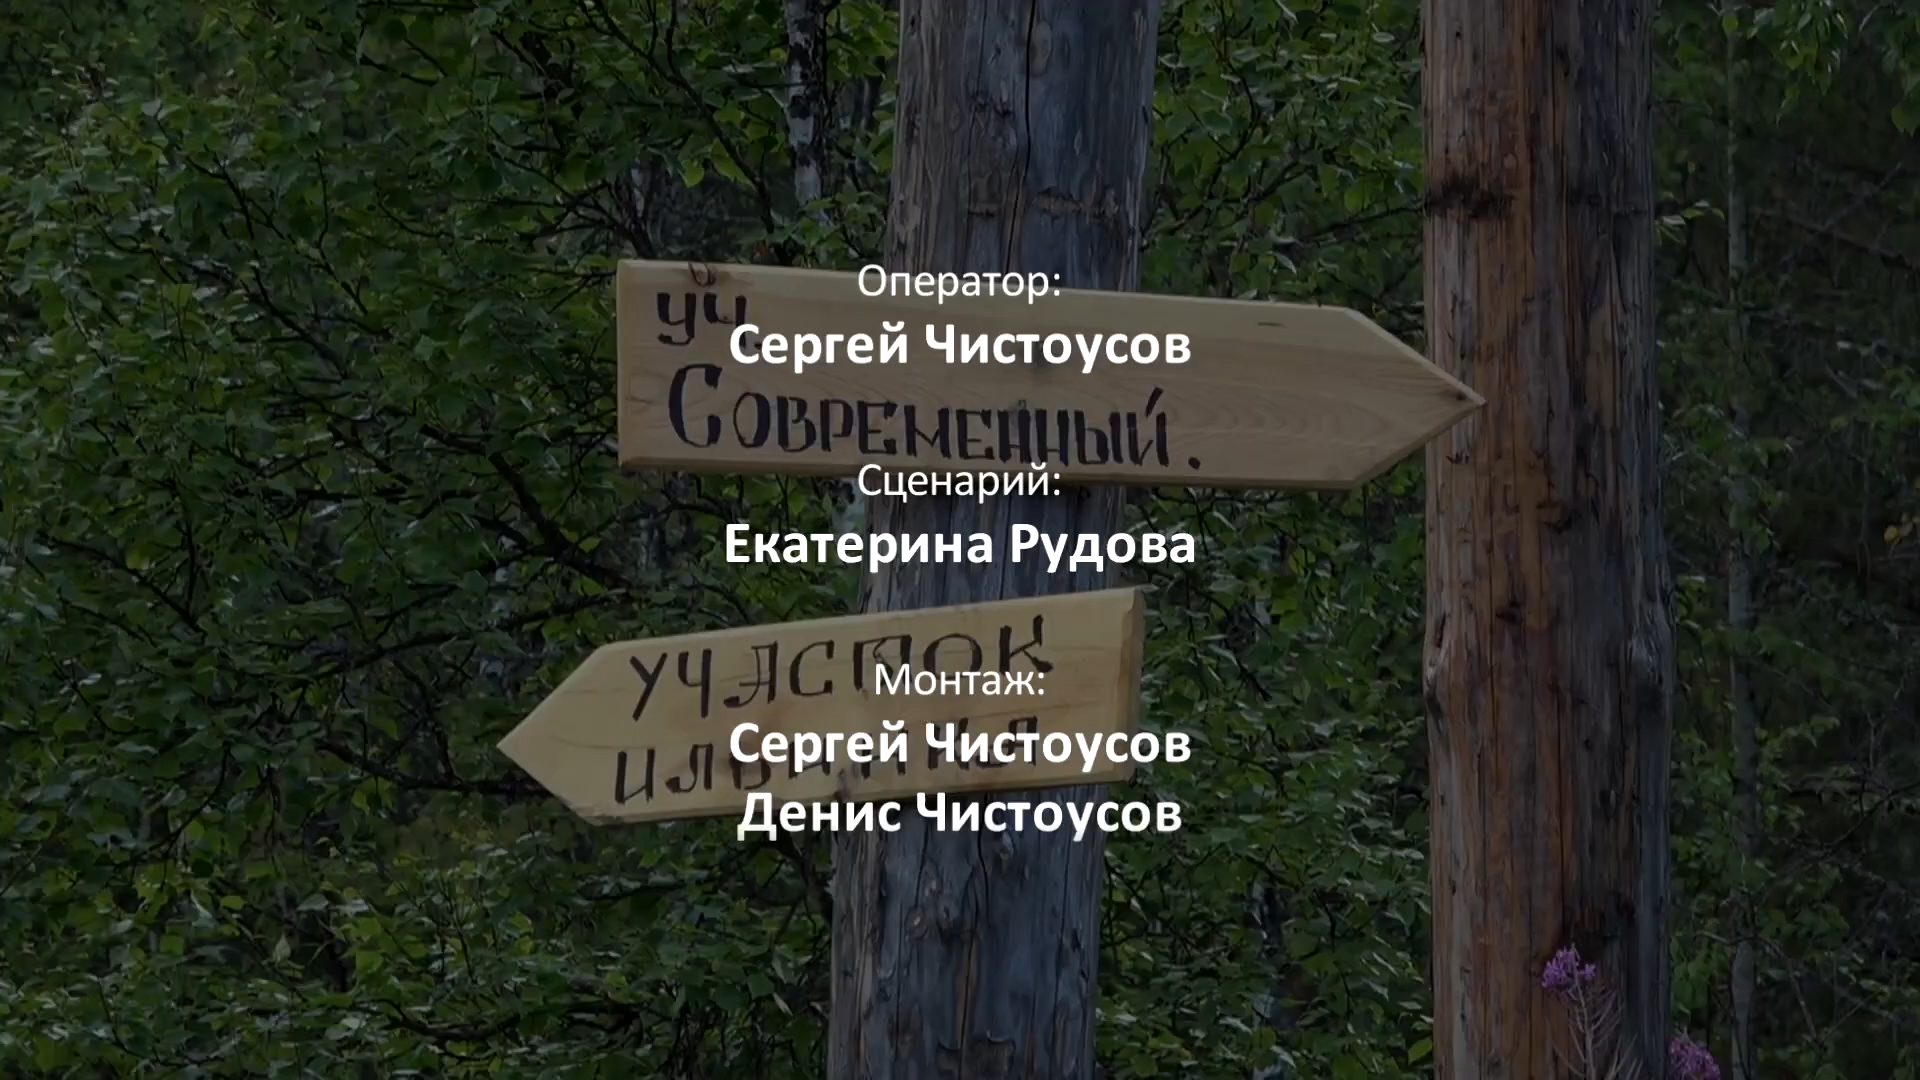 Оператор:
уч.
Сергей Чистоусов
Современный.
Сценарий:
Екатерина Рудова
участок
Монтаж:
Сергей Чистоусов
Денис Чистоусов